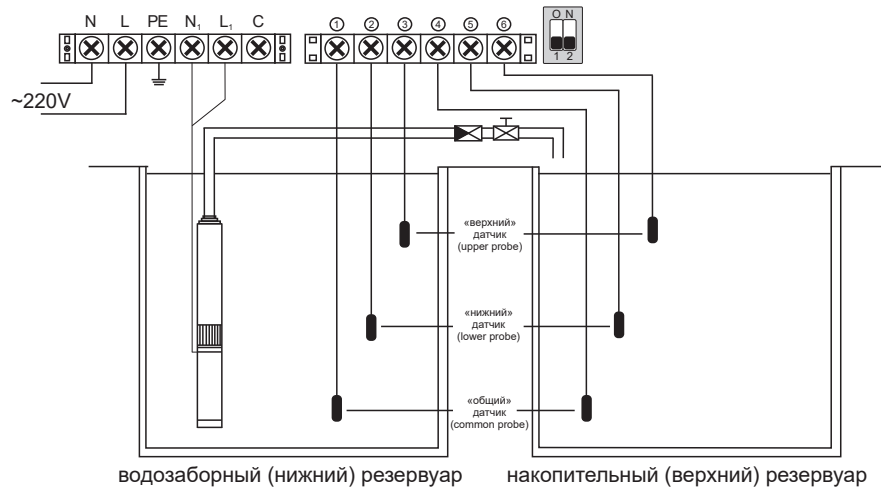 N L PE N₁ L₁ C
① ② ③ ④ ⑤ ⑥
O N
1 2
~220V
«верхний»
датчик
(upper probe)
«нижний»
датчик
(lower probe)
«общий»
датчик
(common probe)
водозаборный (нижний) резервуар
накопительный (верхний) резервуар